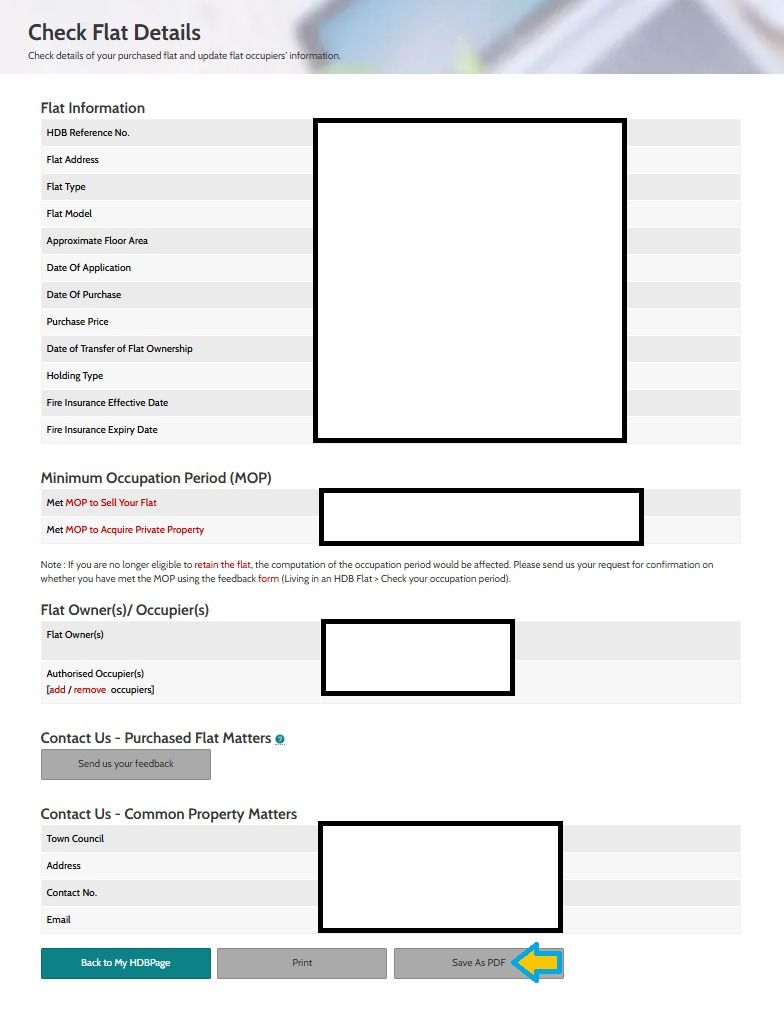 Check Flat Details
Check details of your purchased flat and update flat occupiers' information.
Flat Information
HDB Reference No.
Flat Address
Flat Type
Flat Model
Approximate Floor Area
Date Of Application
Date Of Purchase
Purchase Price
Date of Transfer of Flat Ownership
Holding Type
Fire Insurance Effective Date
Fire Insurance Expiry Date
Minimum Occupation Period (MOP)
Met MOP to Sell Your Flat
Met MOP to Acquire Private Property
Note : If you are no longer eligible to retain the flat, the computation of the occupation period would be affected. Please send us your request for confirmation on
whether you have met the MOP using the feedback form (Living in an HDB Flat > Check your occupation period).
Flat Owner(s)/ Occupier(s)
Flat Owner(s)
Authorised Occupier(s)
[add / remove occupiers]
Contact Us - Purchased Flat Matters ?
Send us your feedback
Contact Us - Common Property Matters
Town Council
Address
Contact No.
Email
Back to My HDBPage
Print
Save As PDF